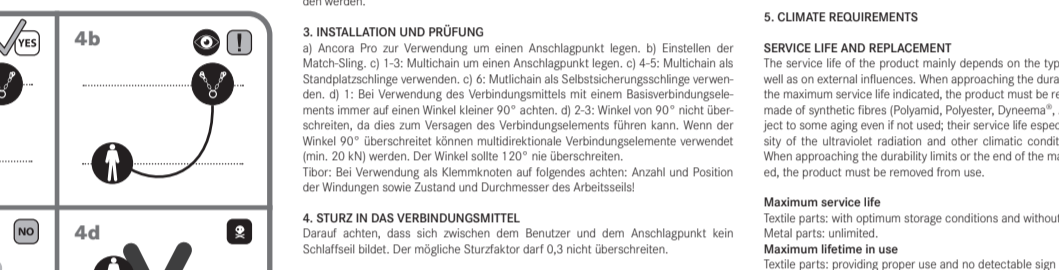 YES
4b
!
NO
4d
den werden.
3. INSTALLATION UND PRÜFUNG
a) Ancora Pro zur Verwendung um einen Anschlagpunkt legen. b) Einstellen der
Match-Sling. c) 1-3: Multichain um einen Anschlagpunkt legen. c) 4-5: Multichain als
Standplatzschlinge verwenden. c) 6: Mutlichain als Selbstsicherungsschlinge verwen-
den. d) 1: Bei Verwendung des Verbindungsmittels mit einem Basisverbindungsele-
ments immer auf einen Winkel kleiner 90° achten. d) 2-3: Winkel von 90° nicht über-
schreiten, da dies zum Versagen des Verbindungselements führen kann. Wenn der
Winkel 90° überschreitet können multidirektionale Verbindungselemente verwendet
(min. 20 kN) werden. Der Winkel sollte 120° nie überschreiten.
Tibor: Bei Verwendung als Klemmknoten auf folgendes achten: Anzahl und Position
der Windungen sowie Zustand und Durchmesser des Arbeitsseils!
4. STURZ IN DAS VERBINDUNGSMITTEL
Darauf achten, dass sich zwischen dem Benutzer und dem Anschlagpunkt kein
Schlaffseil bildet. Der mögliche Sturzfaktor darf 0,3 nicht überschreiten.
5. CLIMATE REQUIREMENTS
SERVICE LIFE AND REPLACEMENT
The service life of the product mainly depends on the typ
well as on external influences. When approaching the dura
the maximum service life indicated, the product must be re
made of synthetic fibres (Polyamid, Polyester, Dyneema®,
ject to some aging even if not used; their service life espec
sity of the ultraviolet radiation and other climatic condit
When approaching the durability limits or the end of the ma
ed, the product must be removed from use.
Maximum service life
Textile parts: with optimum storage conditions and without
Metal parts: unlimited.
Maximum lifetime in use
Textile parts: providing proper use and no detectable sign